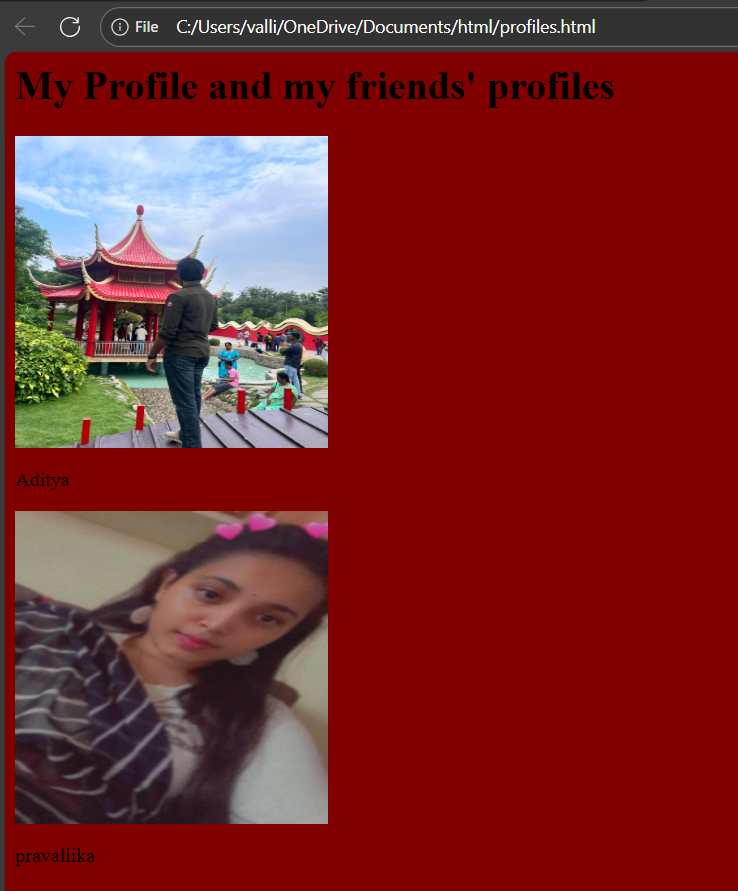 File C:/Users/valli/OneDrive/Documents/html/profiles.html
My Profile and my friends' profiles
Aditya
pravallika